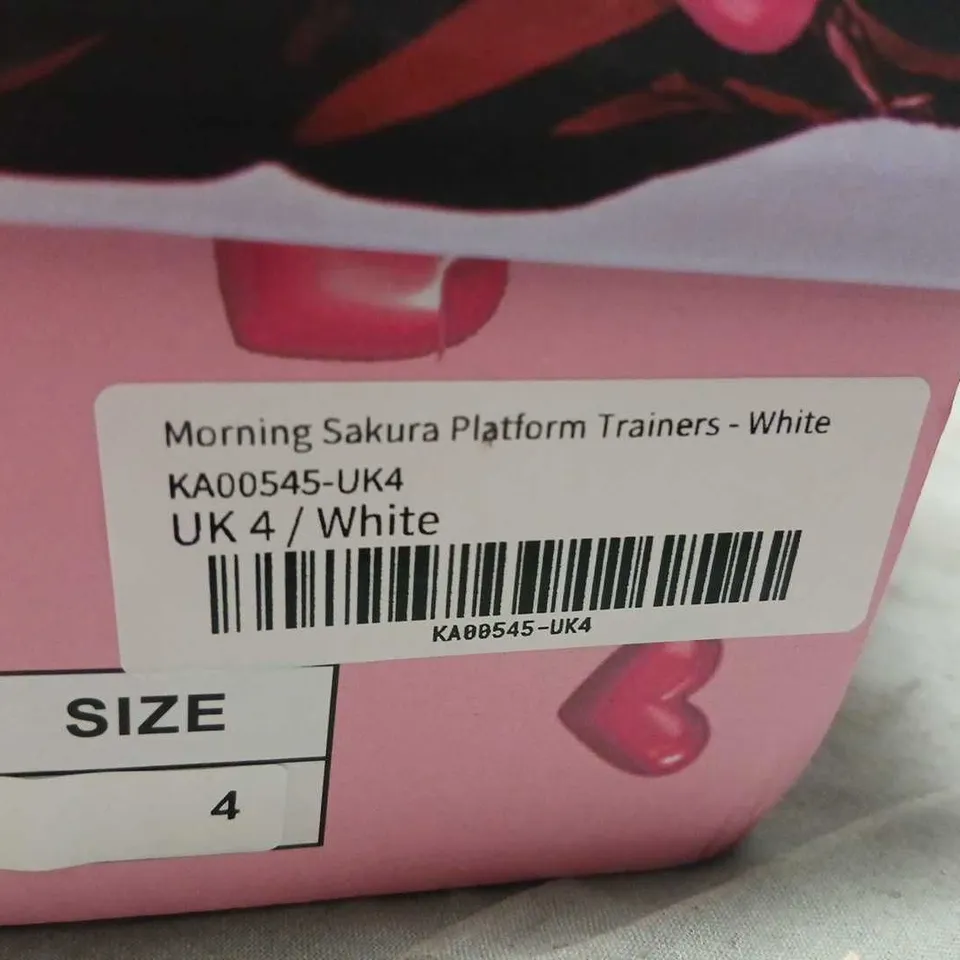 Morning Sakura Platform Trainers - White
KA00545-UK4
UK 4 / White
KA00545-UK4
SIZE
4